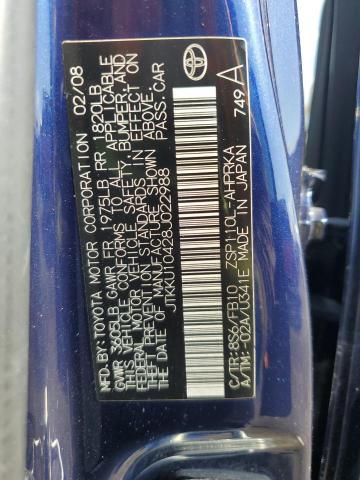 MFD. BY: TOYOTA MOTOR CORPORATION 02/08
GVWR 3605LB GAWR FR 1975LB RR 1820LB
THIS VEHICLE CONFORMS TO ALL APPLICABLE
FEDERAL MOTOR VEHICLE SAFETY, BUMPER, AND
THEFT PREVENTION STANDARDS IN EFFECT ON
THE DATE OF MANUFACTURE SHOWN ABOVE.
JTKKU10428J022988 PASS. CAR
C/TR: 8S6/FB10 ZSP110L-AHPRKA
A/TM: -02A/U341E MADE IN JAPAN
749
A